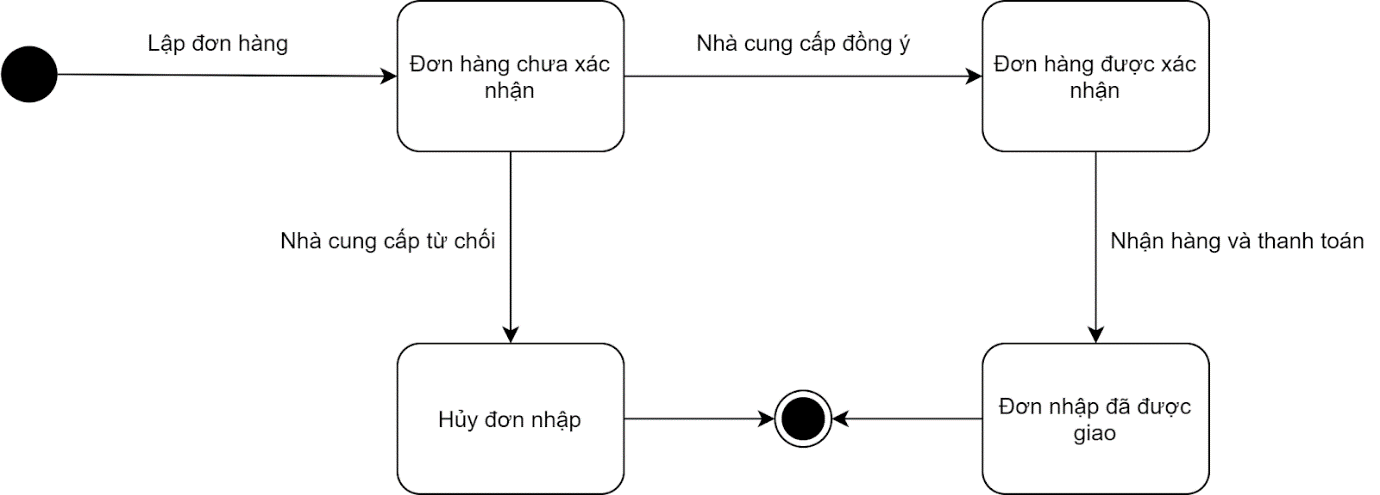 Lập đơn hàng
Đơn hàng chưa xác
nhận
Nhà cung cấp đồng ý
Đơn hàng được xác
nhận
Nhà cung cấp từ chối
Nhận hàng và thanh toán
Hủy đơn nhập
Đơn nhập đã được
giao